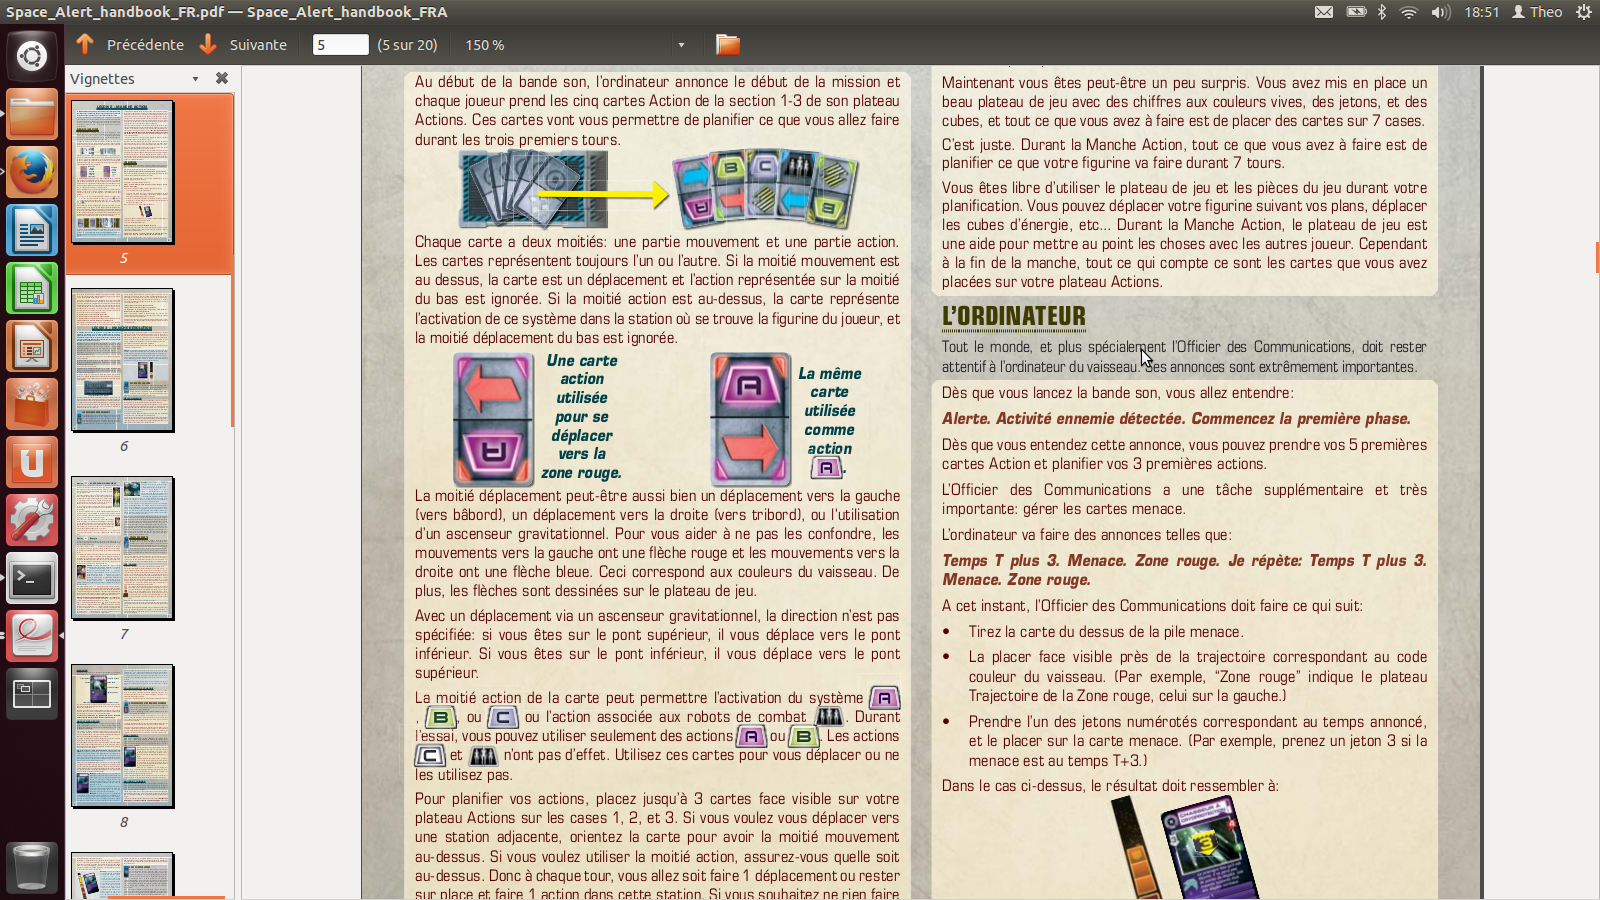 Space_Alert_handbook_FR.pdf — Space_Alert_handbook_FRA
18:51
Theo
Précédente
Suivante
5
(5 sur 20)
150 %
Vignettes
5
6
7
8
Au début de la bande son, l'ordinateur annonce le début de la mission et
chaque joueur prend les cinq cartes Action de la section 1-3 de son plateau
Actions. Ces cartes vont vous permettre de planifier ce que vous allez faire
durant les trois premiers tours.
B C
A B
Chaque carte a deux moitiés: une partie mouvement et une partie action.
Les cartes représentent toujours l'un ou l'autre. Si la moitié mouvement est
au dessus, la carte est un déplacement et l'action représentée sur la moitié
du bas est ignorée. Si la moitié action est au-dessus, la carte représente
l'activation de ce système dans la station où se trouve la figurine du joueur, et
la moitié déplacement du bas est ignorée.
A
Une carte
action
utilisée
pour se
déplacer
vers la
zone rouge.
A
La même
carte
utilisée
comme
action
A .
La moitié déplacement peut-être aussi bien un déplacement vers la gauche
(vers bâbord), un déplacement vers la droite (vers tribord), ou l'utilisation
d'un ascenseur gravitationnel. Pour vous aider à ne pas les confondre, les
mouvements vers la gauche ont une flèche rouge et les mouvements vers la
droite ont une flèche bleue. Ceci correspond aux couleurs du vaisseau. De
plus, les flèches sont dessinées sur le plateau de jeu.
Avec un déplacement via un ascenseur gravitationnel, la direction n'est pas
spécifiée: si vous êtes sur le pont supérieur, il vous déplace vers le pont
inférieur. Si vous êtes sur le pont inférieur, il vous déplace vers le pont
supérieur.
La moitié action de la carte peut permettre l'activation du système A
, B, ou C ou l'action associée aux robots de combat . Durant
l'essai, vous pouvez utiliser seulement des actions A ou B. Les actions
C et n'ont pas d'effet. Utilisez ces cartes pour vous déplacer ou ne
les utilisez pas.
Pour planifier vos actions, placez jusqu'à 3 cartes face visible sur votre
plateau Actions sur les cases 1, 2, et 3. Si vous voulez vous déplacer vers
une station adjacente, orientez la carte pour avoir la moitié mouvement
au-dessus. Si vous voulez utiliser la moitié action, assurez-vous quelle soit
au-dessus. Donc à chaque tour, vous allez soit faire 1 déplacement ou rester
sur place et faire 1 action dans cette station. Si vous souhaitez ne rien faire
Maintenant vous êtes peut-être un peu surpris. Vous avez mis en place un
beau plateau de jeu avec des chiffres aux couleurs vives, des jetons, et des
cubes, et tout ce que vous avez à faire est de placer des cartes sur 7 cases.
C'est juste. Durant la Manche Action, tout ce que vous avez à faire est de
planifier ce que votre figurine va faire durant 7 tours.
Vous êtes libre d'utiliser le plateau de jeu et les pièces du jeu durant votre
planification. Vous pouvez déplacer votre figurine suivant vos plans, déplacer
les cubes d'énergie, etc... Durant la Manche Action, le plateau de jeu est
une aide pour mettre au point les choses avec les autres joueur. Cependant
à la fin de la manche, tout ce qui compte ce sont les cartes que vous avez
placées sur votre plateau Actions.
L'ORDINATEUR
Tout le monde, et plus spécialement l'Officier des Communications, doit rester
attentif à l'ordinateur du vaisseau. Ses annonces sont extrêmement importantes.
Dès que vous lancez la bande son, vous allez entendre:
Alerte. Activité ennemie détectée. Commencez la première phase.
Dès que vous entendez cette annonce, vous pouvez prendre vos 5 premières
cartes Action et planifier vos 3 premières actions.
L'Officier des Communications a une tâche supplémentaire et très
importante: gérer les cartes menace.
L'ordinateur va faire des annonces telles que:
Temps T plus 3. Menace. Zone rouge. Je répète: Temps T plus 3.
Menace. Zone rouge.
A cet instant, l'Officier des Communications doit faire ce qui suit:
• Tirez la carte du dessus de la pile menace.
• La placer face visible près de la trajectoire correspondant au code
couleur du vaisseau. (Par exemple, “Zone rouge” indique le plateau
Trajectoire de la Zone rouge, celui sur la gauche.)
• Prendre l'un des jetons numérotés correspondant au temps annoncé,
et le placer sur la carte menace. (Par exemple, prenez un jeton 3 si la
menace est au temps T+3.)
Dans le cas ci-dessus, le résultat doit ressembler à:
3